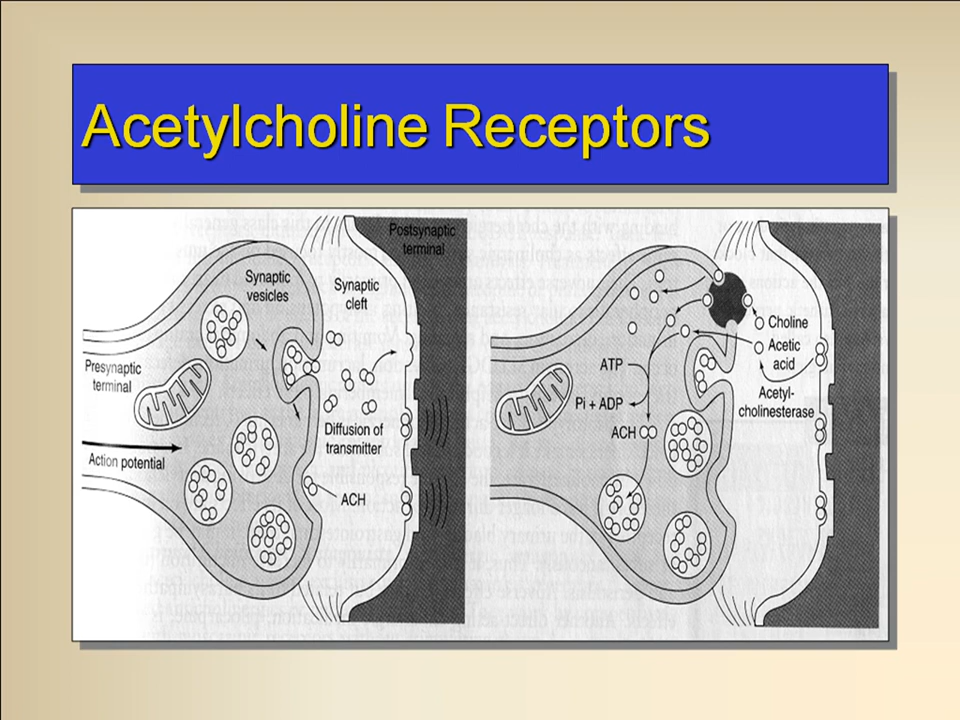 Acetylcholine Receptors
Postsynaptic
terminal
Synaptic
vesicles
Synaptic
cleft
Presynaptic
terminal
Diffusion of
transmitter
Action potential
ACH
Choline
Acetic
acid
ATP
Acetyl-
cholinesterase
Pi + ADP
ACH